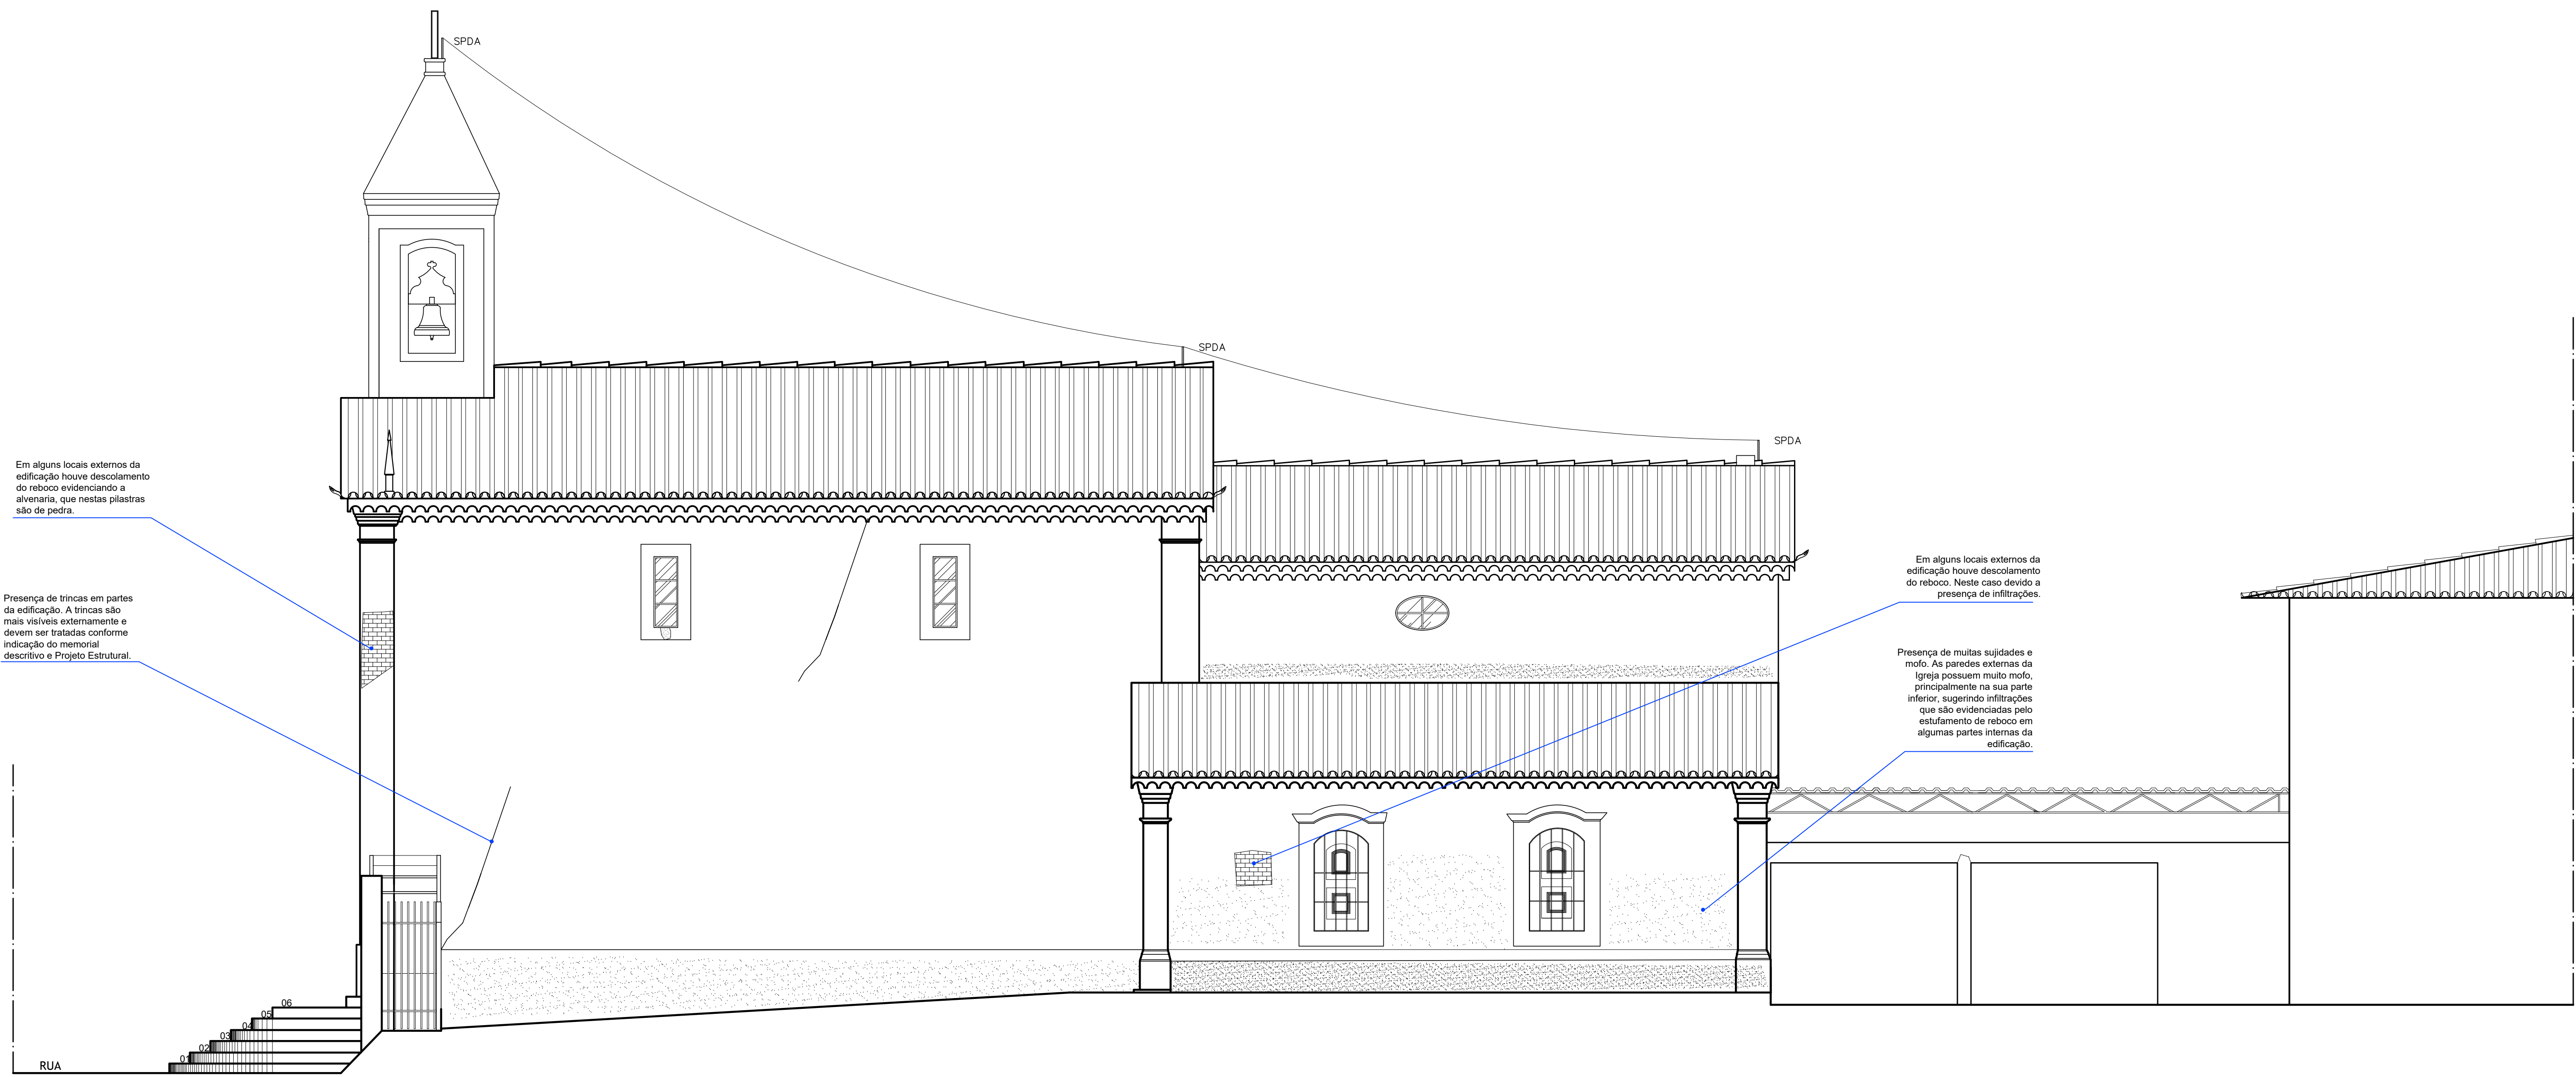 SPDA
SPDA
SPDA
Em alguns locais externos da
edificação houve descolamento
do reboco evidenciando a
alvenaria, que nestas pilastras
são de pedra.
Presença de trincas em partes
da edificação. A trincas são
mais visíveis externamente e
devem ser tratadas conforme
indicação do memorial
descritivo e Projeto Estrutural.
Em alguns locais externos da
edificação houve descolamento
do reboco. Neste caso devido a
presença de infiltrações.
Presença de muitas sujidades e
mofo. As paredes externas da
Igreja possuem muito mofo,
principalmente na sua parte
inferior, sugerindo infiltrações
que são evidenciadas pelo
estufamento de reboco em
algumas partes internas da
edificação.
06
05
04
03
02
01
RUA